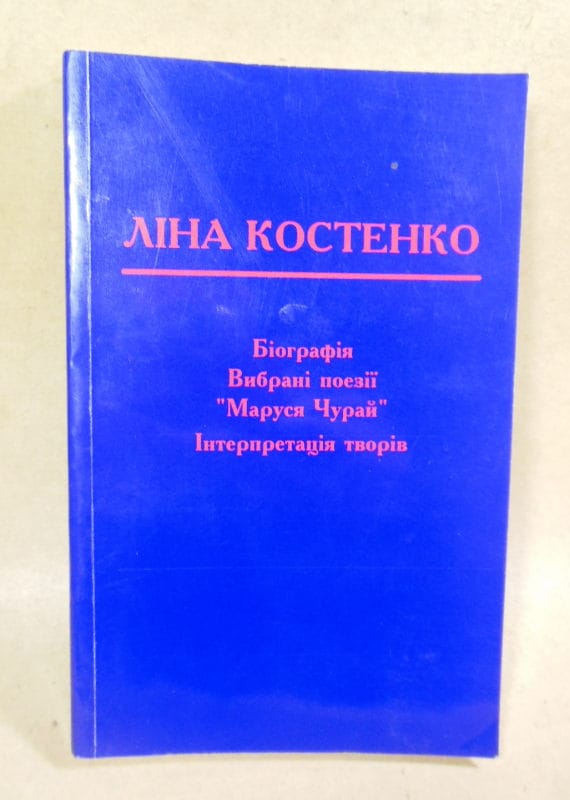 ЛІНА КОСТЕНКО
Біографія
Вибрані поезії
"Маруся Чурай"
Інтерпретація творів